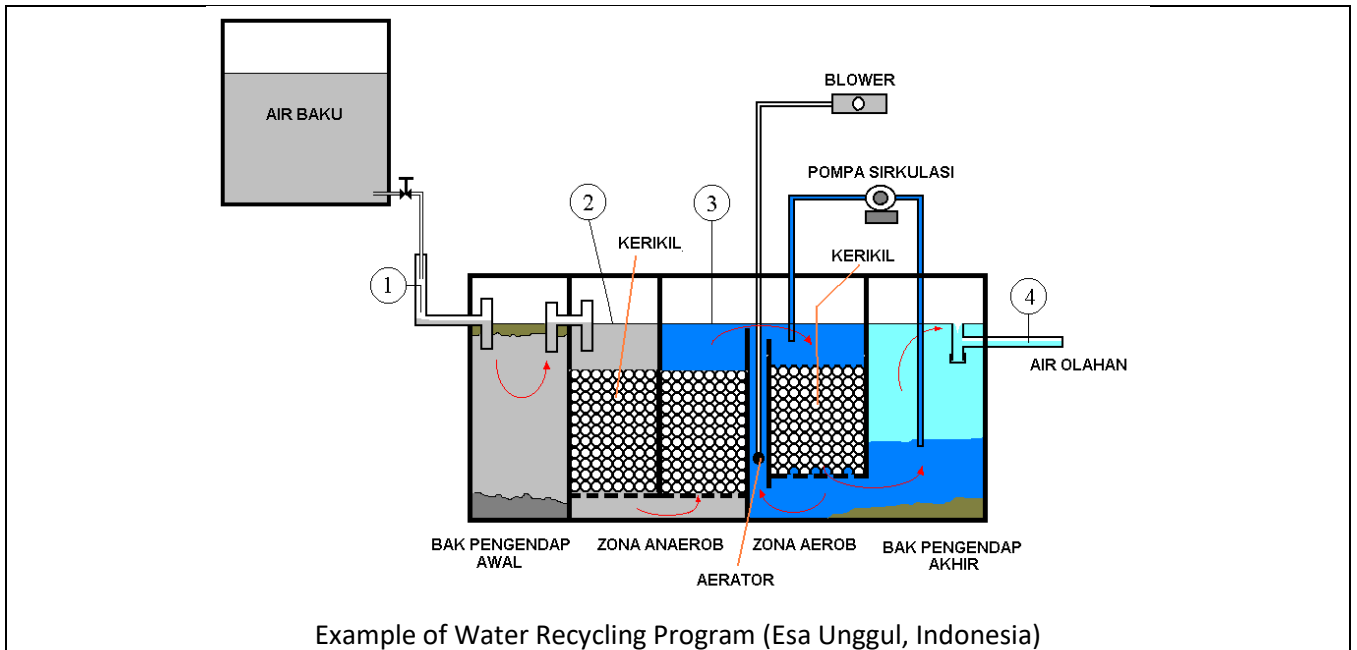 AIR BAKU
BLOWER
POMPA SIRKULASI
2
3
KERIKIL
KERIKIL
1
4
AIR OLAHAN
BAK PENGENDAP
AWAL
ZONA ANAEROB
ZONA AEROB
BAK PENGENDAP
AKHIR
AERATOR
Example of Water Recycling Program (Esa Unggul, Indonesia)